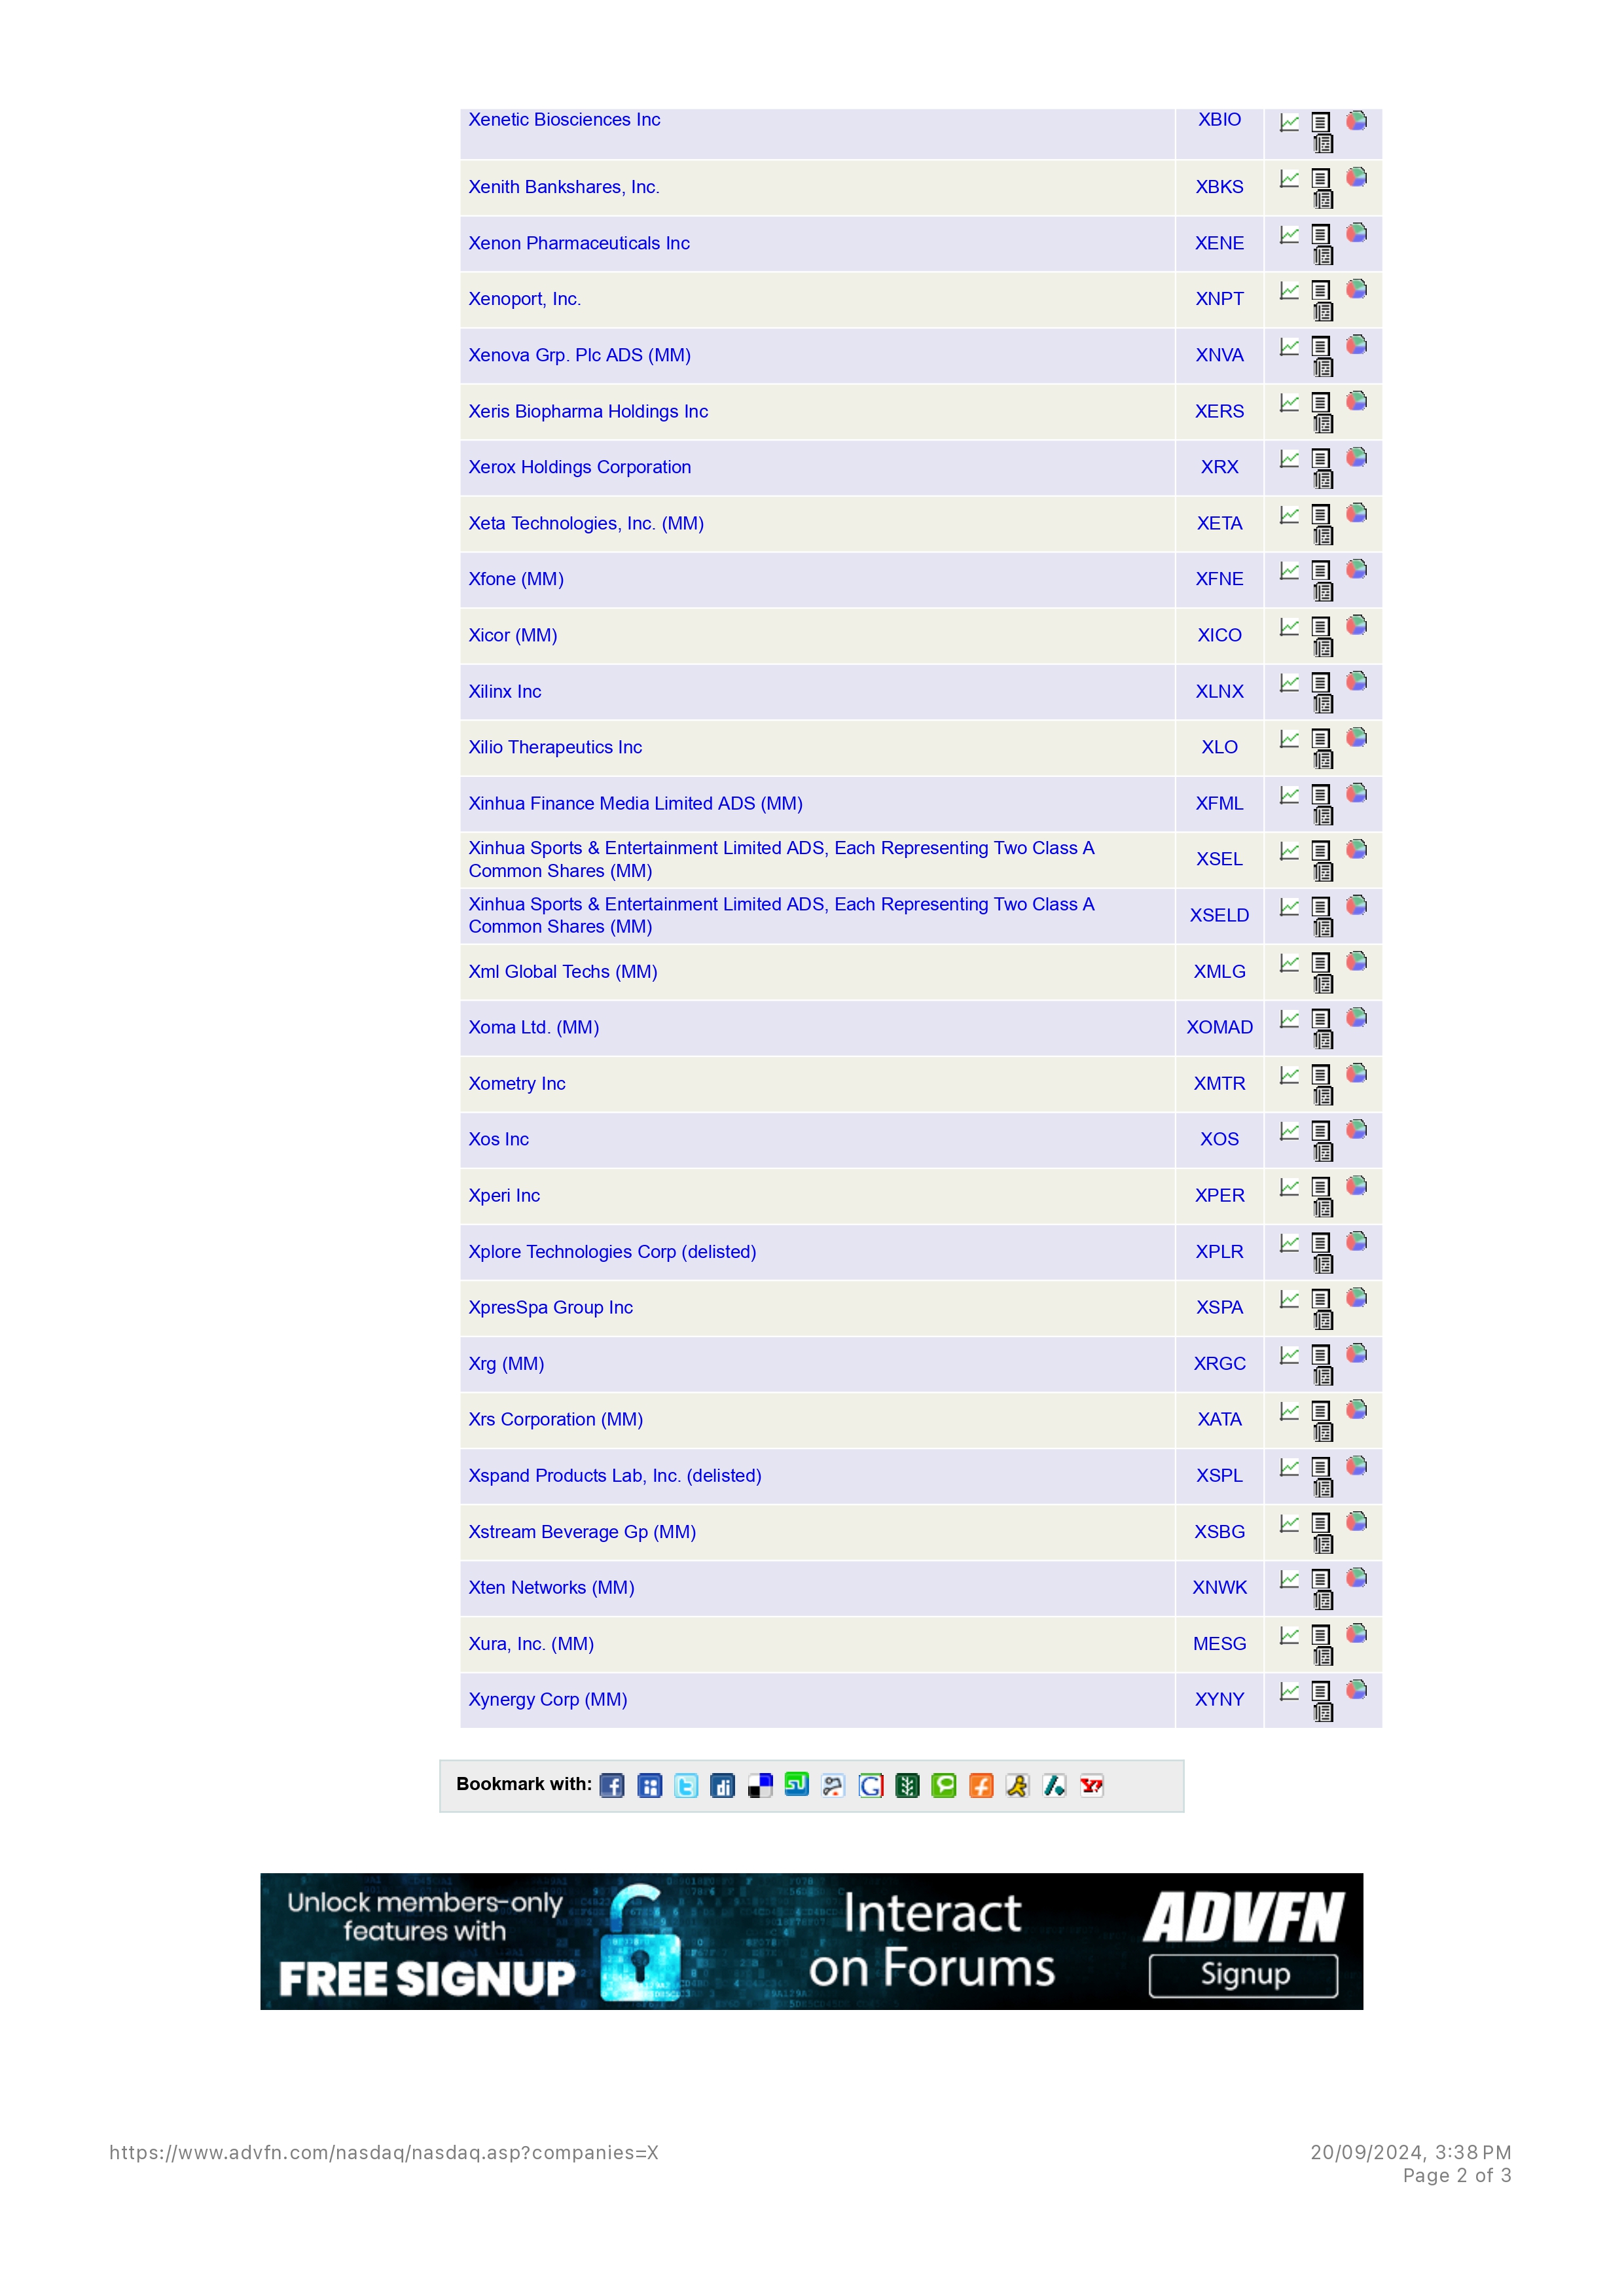 Xenetic Biosciences Inc XBIO
Xenith Bankshares, Inc. XBKS
Xenon Pharmaceuticals Inc XENE
Xenoport, Inc. XNPT
Xenova Grp. Plc ADS (MM) XNVA
Xeris Biopharma Holdings Inc XERS
Xerox Holdings Corporation XRX
Xeta Technologies, Inc. (MM) XETA
Xfone (MM) XFNE
Xicor (MM) XICO
Xilinx Inc XLNX
Xilio Therapeutics Inc XLO
Xinhua Finance Media Limited ADS (MM) XFML
Xinhua Sports & Entertainment Limited ADS, Each Representing Two Class A
Common Shares (MM) XSEL
Xinhua Sports & Entertainment Limited ADS, Each Representing Two Class A
Common Shares (MM) XSELD
Xml Global Techs (MM) XMLG
Xoma Ltd. (MM) XOMAD
Xometry Inc XMTR
Xos Inc XOS
Xperi Inc XPER
Xplore Technologies Corp (delisted) XPLR
XpresSpa Group Inc XSPA
Xrg (MM) XRGC
Xrs Corporation (MM) XATA
Xspand Products Lab, Inc. (delisted) XSPL
Xstream Beverage Gp (MM) XSBG
Xten Networks (MM) XNWK
Xura, Inc. (MM) MESG
Xynergy Corp (MM) XYNY
Bookmark with:
Unlock members-only
features with
FREE SIGNUP
Interact
on Forums
ADVFN
Signup
https://www.advfn.com/nasdaq/nasdaq.asp?companies=X 20/09/2024, 3:38 PM
Page 2 of 3